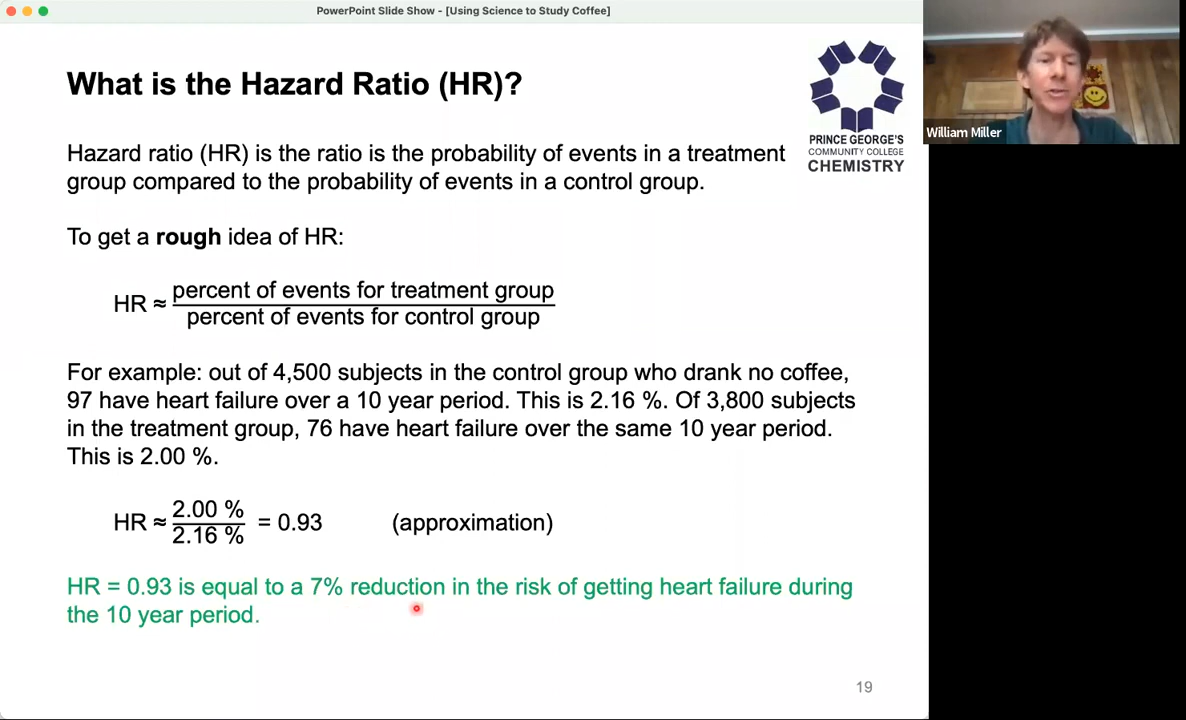 PowerPoint Slide Show - [Using Science to Study Coffee]
What is the Hazard Ratio (HR)?
PRINCE GEORGE'S
COMMUNITY COLLEGE
CHEMISTRY
William Miller
Hazard ratio (HR) is the ratio is the probability of events in a treatment
group compared to the probability of events in a control group.
To get a rough idea of HR:
HR ≈ percent of events for treatment group
percent of events for control group
For example: out of 4,500 subjects in the control group who drank no coffee,
97 have heart failure over a 10 year period. This is 2.16 %. Of 3,800 subjects
in the treatment group, 76 have heart failure over the same 10 year period.
This is 2.00 %.
HR ≈ 2.00 %
2.16 % = 0.93 (approximation)
HR = 0.93 is equal to a 7% reduction in the risk of getting heart failure during
the 10 year period.
19